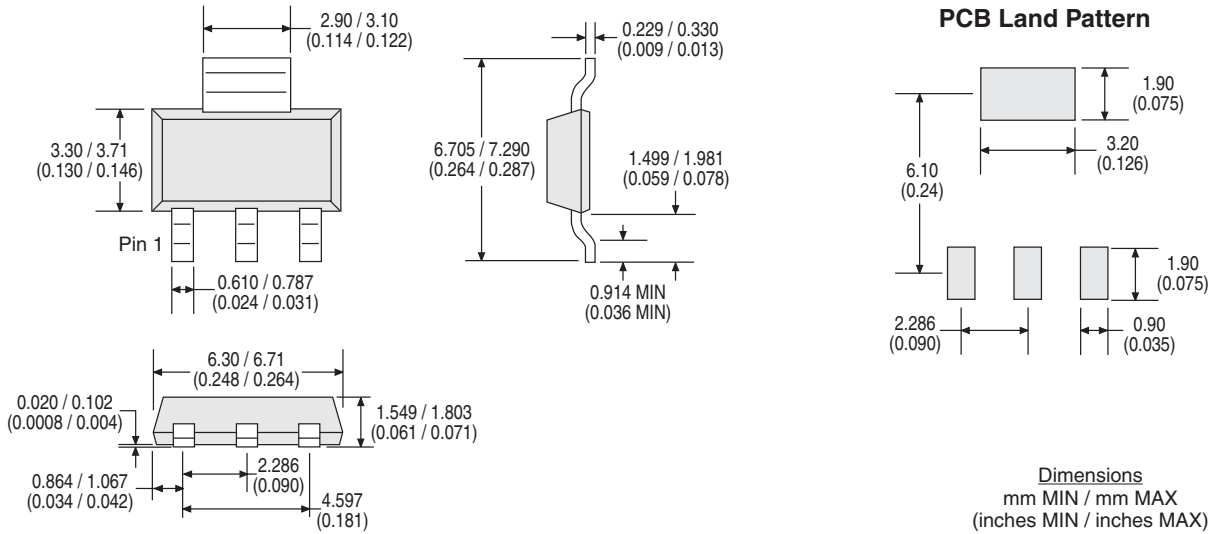 2.90 / 3.10
(0.114 / 0.122)
3.30 / 3.71
(0.130 / 0.146)
Pin 1
0.610 / 0.787
(0.024 / 0.031)
0.229 / 0.330
(0.009 / 0.013)
6.705 / 7.290
(0.264 / 0.287)
1.499 / 1.981
(0.059 / 0.078)
0.914 MIN
(0.036 MIN)
PCB Land Pattern
1.90
(0.075)
3.20
(0.126)
6.10
(0.24)
1.90
(0.075)
2.286
(0.090)
0.90
(0.035)
6.30 / 6.71
(0.248 / 0.264)
0.020 / 0.102
(0.0008 / 0.004)
1.549 / 1.803
(0.061 / 0.071)
0.864 / 1.067
(0.034 / 0.042)
2.286
(0.090)
4.597
(0.181)
Dimensions
mm MIN / mm MAX
(inches MIN / inches MAX)